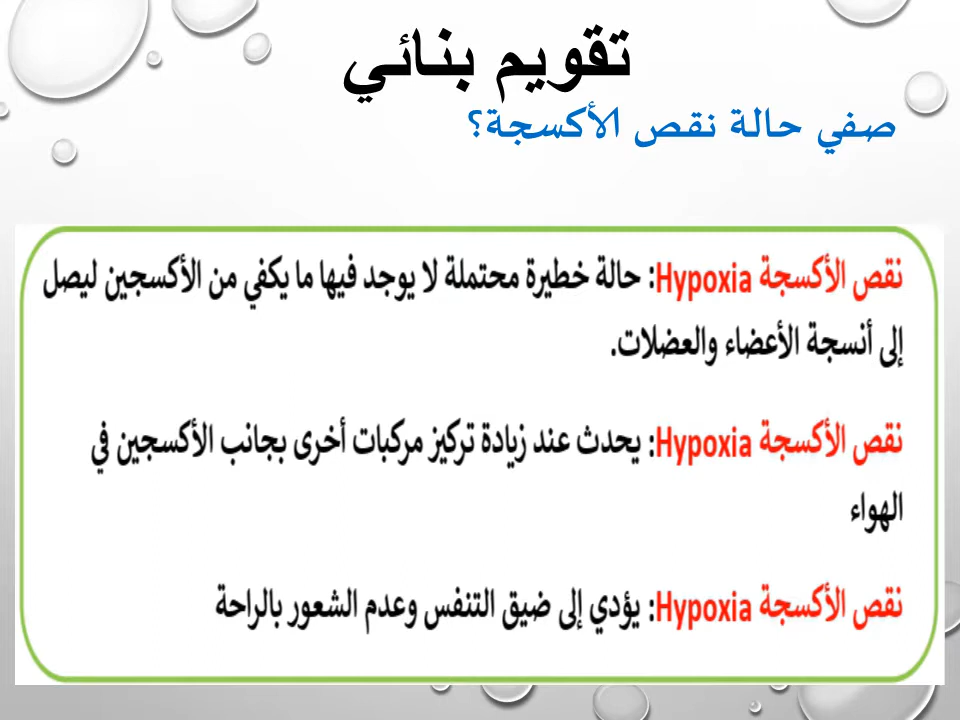 تقويم بنائي
صفي حالة نقص الأكسجة؟
نقص الأكسجة Hypoxia: حالة خطيرة محتملة لا يوجد فيها ما يكفي من الأكسجين ليصل
إلى أنسجة الأعضاء والعضلات.
نقص الأكسجة Hypoxia: يحدث عند زيادة تركيز مركبات أخرى بجانب الأكسجين في
الهواء
نقص الأكسجة Hypoxia: يؤدي إلى ضيق التنفس وعدم الشعور بالراحة